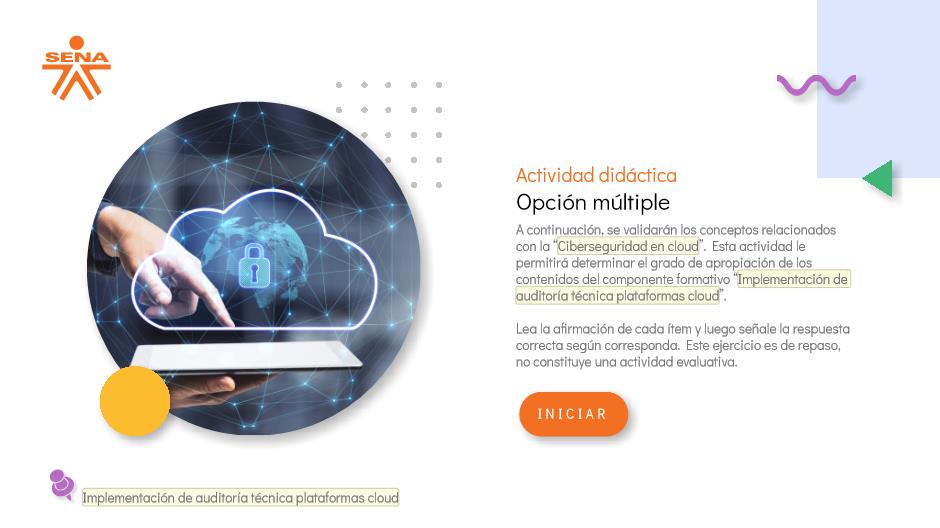 SENA
Actividad didáctica
Opción múltiple
A continuación, se validarán los conceptos relacionados
con la “Ciberseguridad en cloud”. Esta actividad le
permitirá determinar el grado de apropiación de los
contenidos del componente formativo “Implementación de
auditoría técnica plataformas cloud”.
Lea la afirmación de cada ítem y luego señale la respuesta
correcta según corresponda. Este ejercicio es de repaso,
no constituye una actividad evaluativa.
INICIAR
Implementación de auditoría técnica plataformas cloud